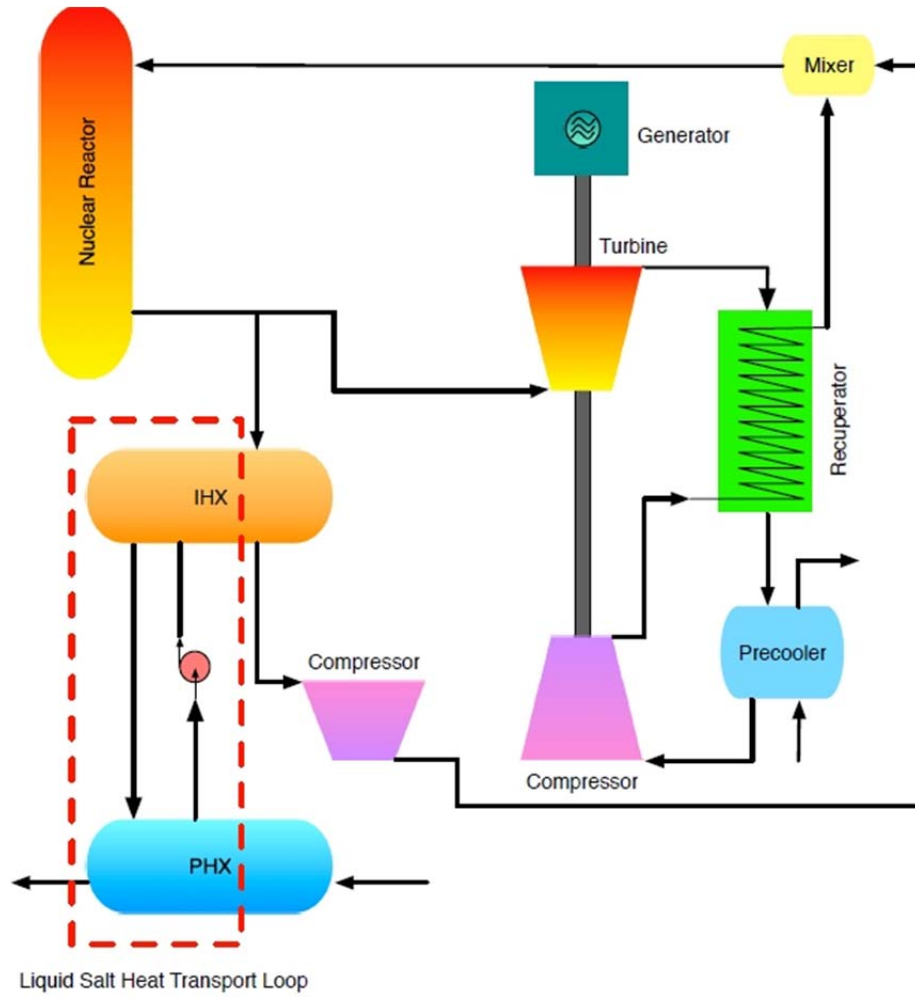 Mixer
Nuclear Reactor
Generator
Turbine
Recuperator
IHX
Compressor
Precooler
Compressor
PHX
Liquid Salt Heat Transport Loop